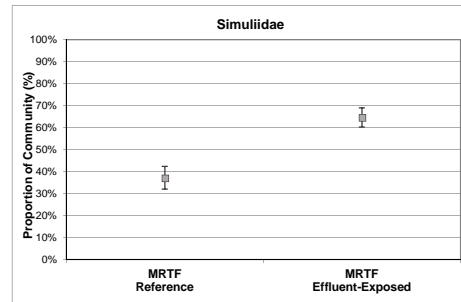 Simuliidae
100%
90%
80%
70%
60%
50%
40%
30%
20%
10%
0%
Proportion of Community (%)
MRTF
Reference
MRTF
Effluent-Exposed